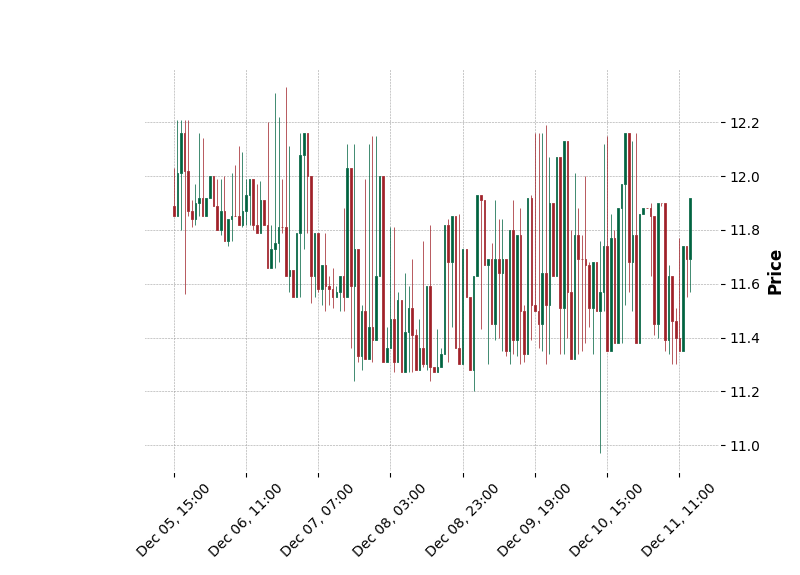 12.2
12.0
11.8
11.6
11.4
11.2
11.0
Price
Dec 05, 15:00
Dec 06, 11:00
Dec 07, 07:00
Dec 08, 03:00
Dec 08, 23:00
Dec 09, 19:00
Dec 10, 15:00
Dec 11, 11:00